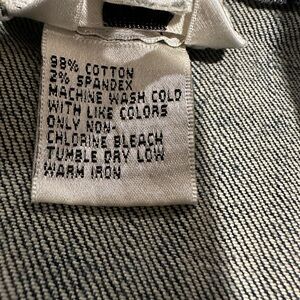 98% COTTON
2% SPANDEX
MACHINE WASH COLD
WITH LIKE COLORS
ONLY NON-
CHLORINE BLEACH
TUMBLE DRY LOW
WARM IRON